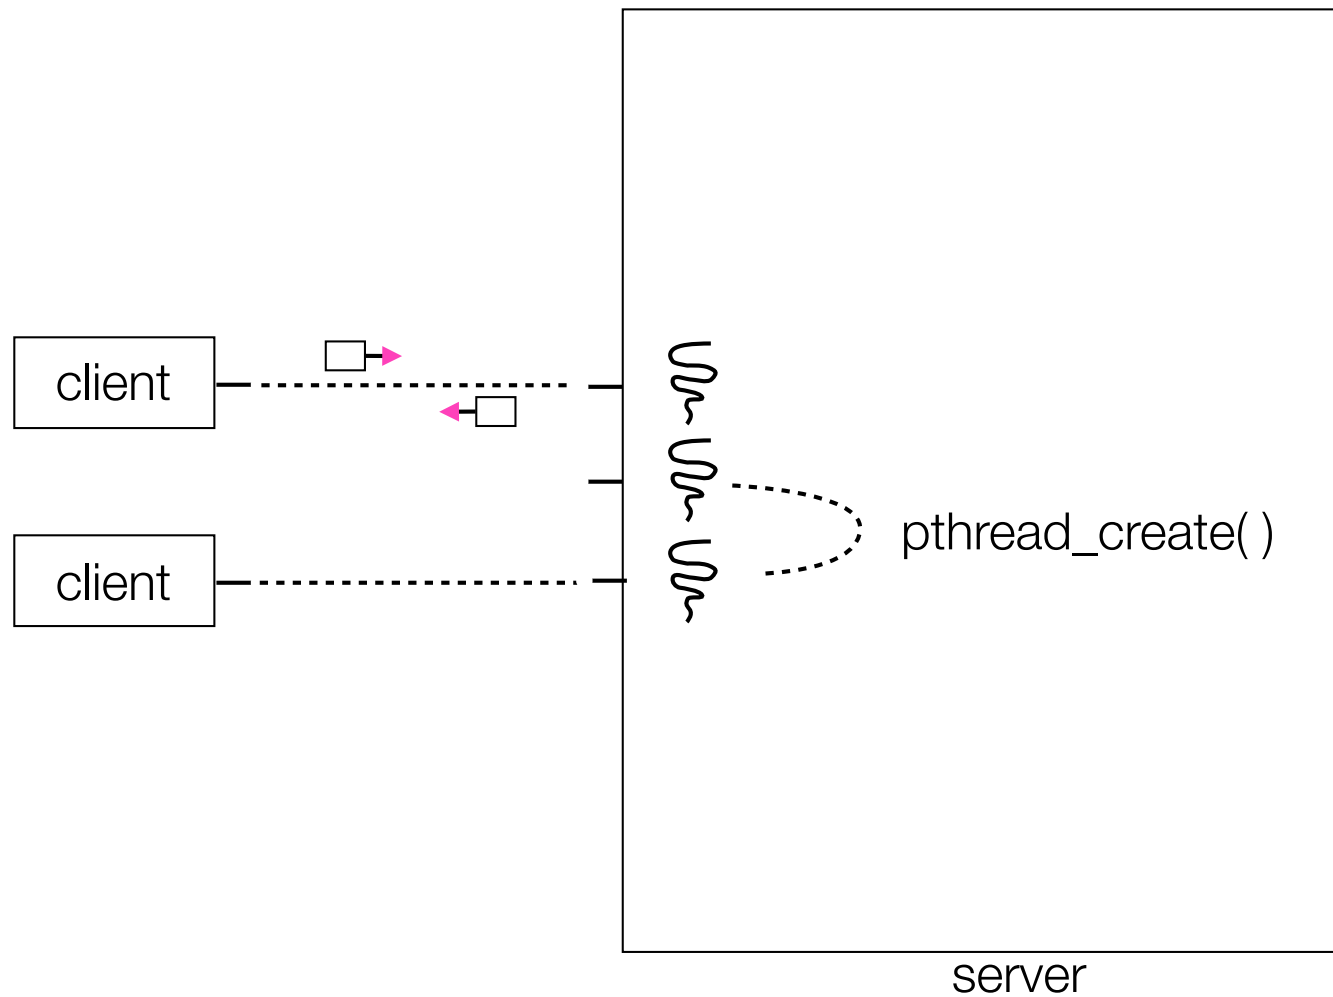 client
client
pthread_create( )
server